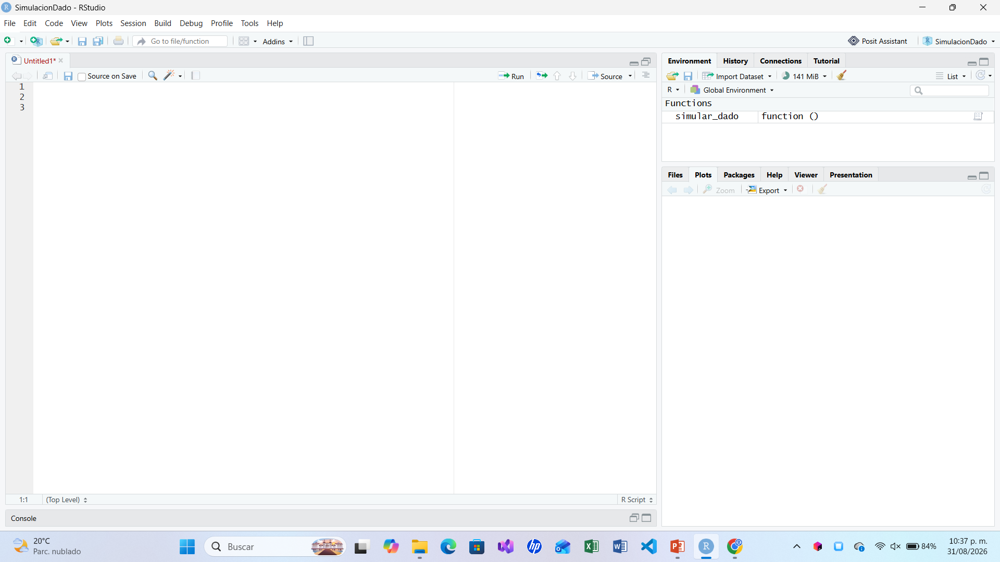 SimulacionDado - RStudio
File Edit Code View Plots Session Build Debug Profile Tools Help
Go to file/function Addins Posit Assistant SimulacionDado
Untitled1*
Source on Save Run Source
1
2
3
1:1 (Top Level) R Script
Console
Environment History Connections Tutorial
Import Dataset 141 MiB List
R Global Environment
Functions
simular_dado function ()
Files Plots Packages Help Viewer Presentation
Zoom Export
20°C
Parc. nublado
Buscar
84%
10:37 p. m.
31/08/2026